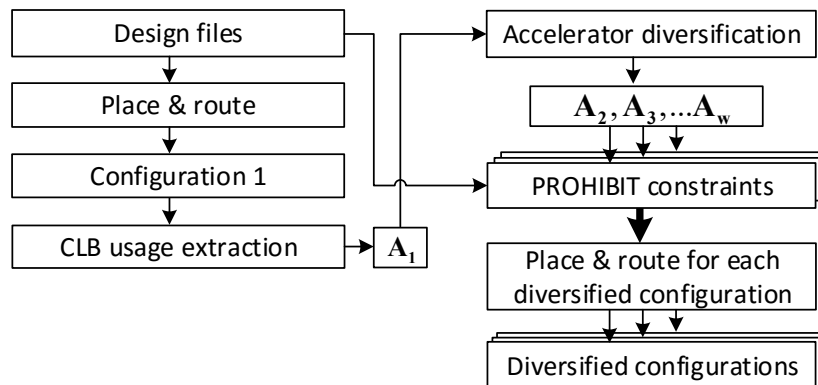 Design files
Place & route
Configuration 1
CLB usage extraction
A1
Accelerator diversification
A2, A3, ...Aw
PROHIBIT constraints
Place & route for each
diversified configuration
Diversified configurations